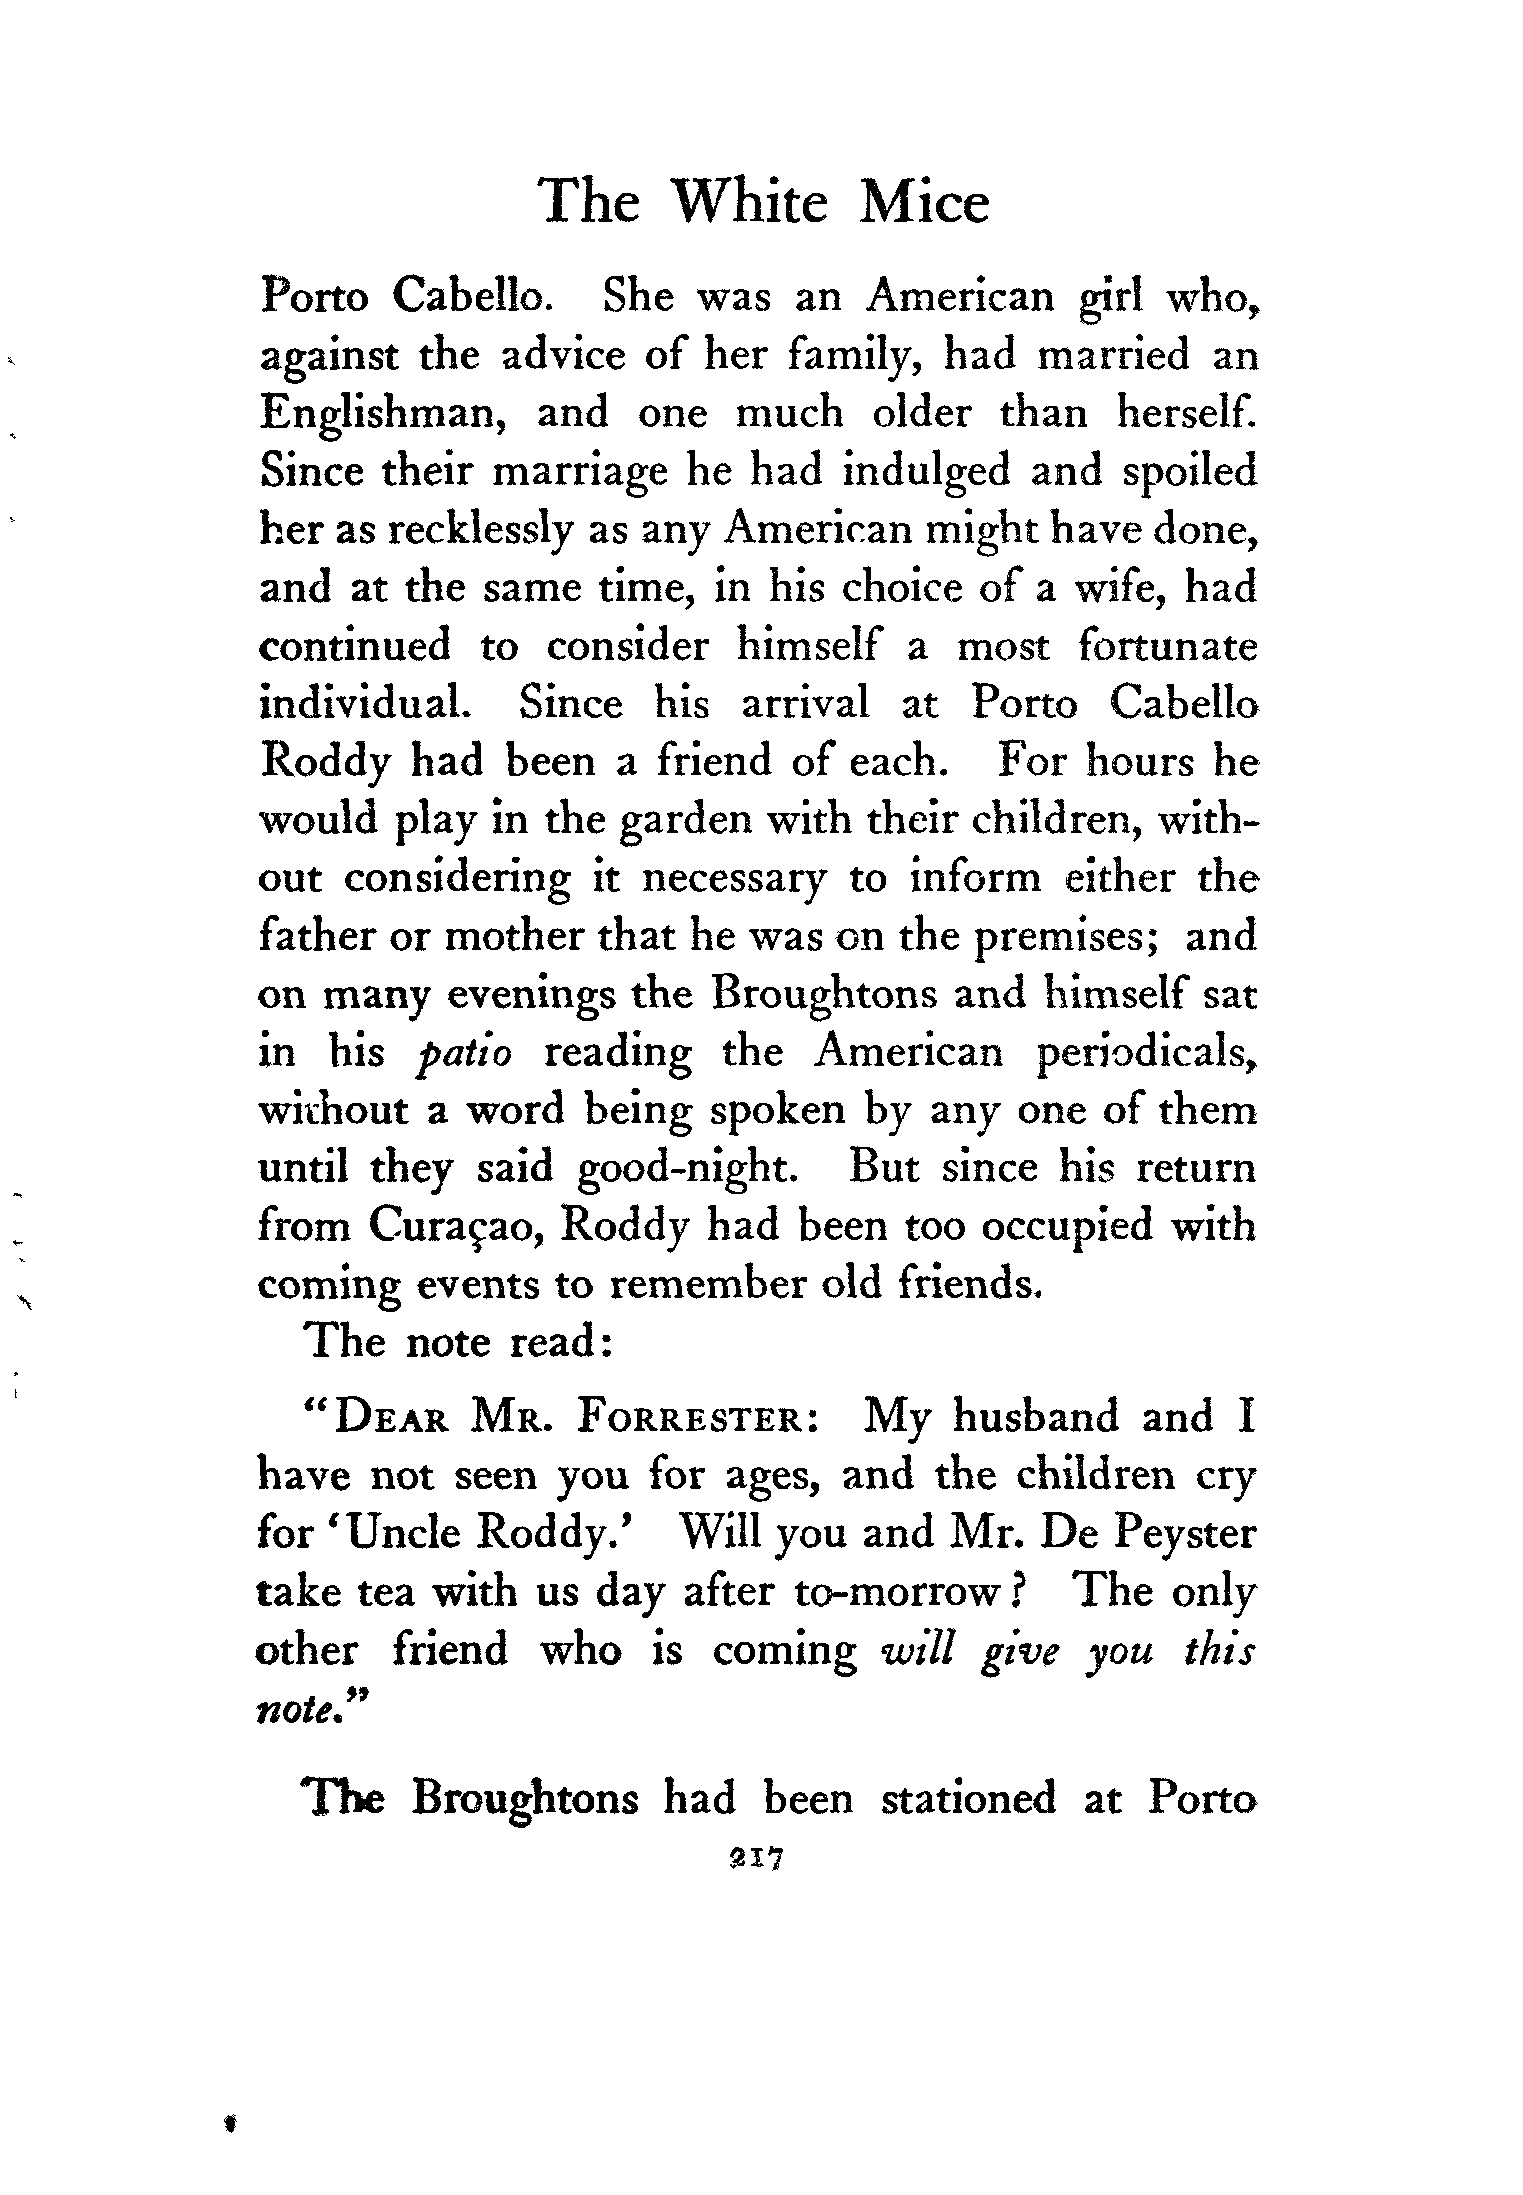 The White Mice
Porto Cabello. She was an American girl who,
against the advice of her family, had married an
Englishman, and one much older than herself.
Since their marriage he had indulged and spoiled
her as recklessly as any American might have done,
and at the same time, in his choice of a wife, had
continued to consider himself a most fortunate
individual. Since his arrival at Porto Cabello
Roddy had been a friend of each. For hours he
would play in the garden with their children, with-
out considering it necessary to inform either the
father or mother that he was on the premises; and
on many evenings the Broughtons and himself sat
in his patio reading the American periodicals,
without a word being spoken by any one of them
until they said good-night. But since his return
from Curaçao, Roddy had been too occupied with
coming events to remember old friends.
The note read:
"DEAR MR. FORRESTER: My husband and I
have not seen you for ages, and the children cry
for 'Uncle Roddy.' Will you and Mr. De Peyster
take tea with us day after to-morrow? The only
other friend who is coming will give you this
note."
The Broughtons had been stationed at Porto
217